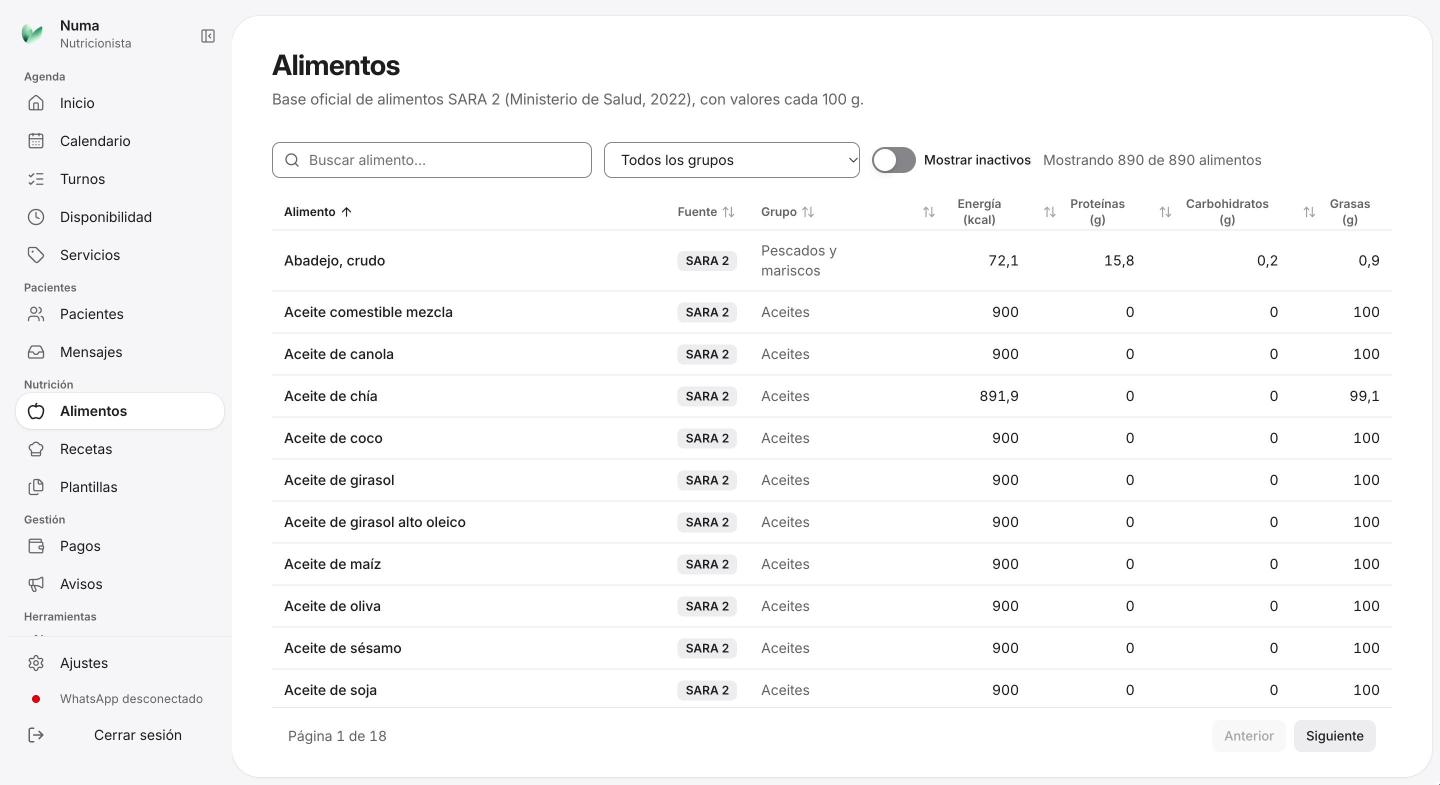 Numa
Nutricionista
Agenda
Inicio
Calendario
Turnos
Disponibilidad
Servicios
Pacientes
Pacientes
Mensajes
Nutrición
Alimentos
Recetas
Plantillas
Gestión
Pagos
Avisos
Herramientas
Ajustes
WhatsApp desconectado
Cerrar sesión
Alimentos
Base oficial de alimentos SARA 2 (Ministerio de Salud, 2022), con valores cada 100 g.
Buscar alimento...
Todos los grupos
Mostrar inactivos
Mostrando 890 de 890 alimentos
Alimento Fuente Grupo Energía (kcal) Proteínas (g) Carbohidratos (g) Grasas (g)
Abadejo, crudo SARA 2 Pescados y mariscos 72,1 15,8 0,2 0,9
Aceite comestible mezcla SARA 2 Aceites 900 0 0 100
Aceite de canola SARA 2 Aceites 900 0 0 100
Aceite de chía SARA 2 Aceites 891,9 0 0 99,1
Aceite de coco SARA 2 Aceites 900 0 0 100
Aceite de girasol SARA 2 Aceites 900 0 0 100
Aceite de girasol alto oleico SARA 2 Aceites 900 0 0 100
Aceite de maíz SARA 2 Aceites 900 0 0 100
Aceite de oliva SARA 2 Aceites 900 0 0 100
Aceite de sésamo SARA 2 Aceites 900 0 0 100
Aceite de soja SARA 2 Aceites 900 0 0 100
Página 1 de 18
Anterior
Siguiente